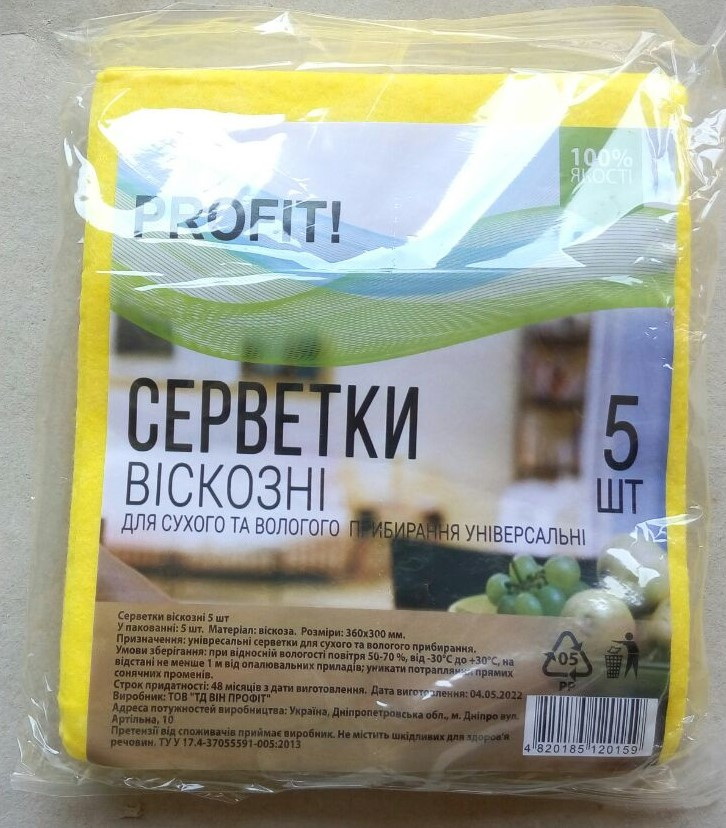 100%
ЯКОСТІ
PROFIT!
СЕРВЕТКИ
ВІСКОЗНІ
5
ШТ
ДЛЯ СУХОГО ТА ВОЛОГОГО ПРИБИРАННЯ УНІВЕРСАЛЬНІ
Серветки віскозні 5 шт
У пакованні: 5 шт. Матеріал: віскоза. Розміри: 360х300 мм.
Призначення: унівресальні серветки для сухого та вологого прибирання.
Умови зберігання: при відносній вологості повітря 50-70 %, від -30°С до +30°С, на
відстані не менше 1 м від опалювальних приладів; уникати потрапляння прямих
сонячних променів.
Строк придатності: 48 місяців з дати виготовлення. Дата виготовлення: 04.05.2022
Виробник: ТОВ "ТД ВІН ПРОФІТ"
Адреса потужностей виробництва: Україна, Дніпропетровська обл., м. Дніпро вул.
Артільна, 10
Претензії від споживачів приймає виробник. Не містить шкідливих для здоров'я
речовин. ТУ У 17.4-37055591-005:2013
05
PP
4 820185 120159